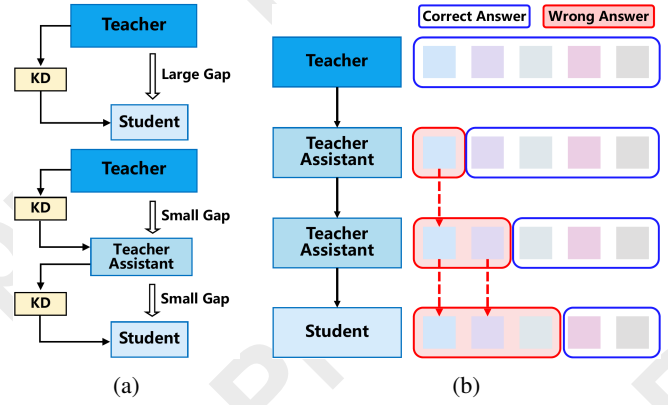 Teacher
KD
Large Gap
Student
Teacher
KD
Small Gap
Teacher
Assistant
KD
Small Gap
Student
(a)
Correct Answer
Wrong Answer
Teacher
Teacher
Assistant
Teacher
Assistant
Student
(b)